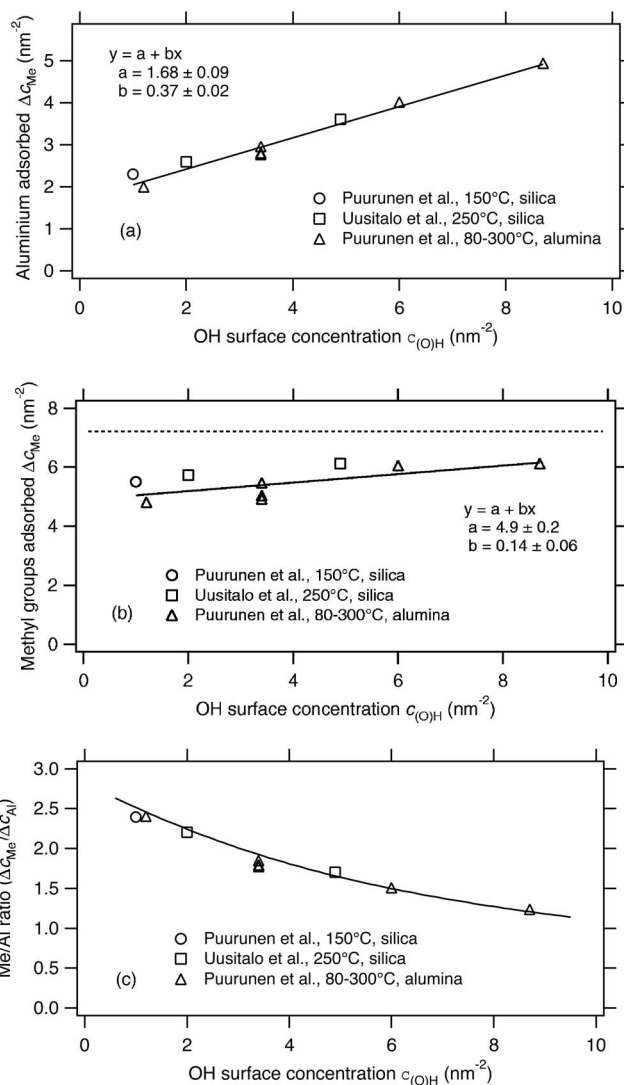 Aluminium adsorbed Δc_Me (nm⁻²)
5
4
3
2
1
0
y = a + bx
a = 1.68 ± 0.09
b = 0.37 ± 0.02
Puurunen et al., 150°C, silica
Uusitalo et al., 250°C, silica
Puurunen et al., 80-300°C, alumina
(a)
0 2 4 6 8 10
OH surface concentration c_(O)H (nm⁻²)
Methyl groups adsorbed Δc_Me (nm⁻²)
8
6
4
2
0
y = a + bx
a = 4.9 ± 0.2
b = 0.14 ± 0.06
Puurunen et al., 150°C, silica
Uusitalo et al., 250°C, silica
Puurunen et al., 80-300°C, alumina
(b)
0 2 4 6 8 10
OH surface concentration c_(O)H (nm⁻²)
Me/Al ratio (Δc_Me/Δc_Al)
3.0
2.5
2.0
1.5
1.0
0.5
0.0
Puurunen et al., 150°C, silica
Uusitalo et al., 250°C, silica
Puurunen et al., 80-300°C, alumina
(c)
0 2 4 6 8 10
OH surface concentration c_(O)H (nm⁻²)